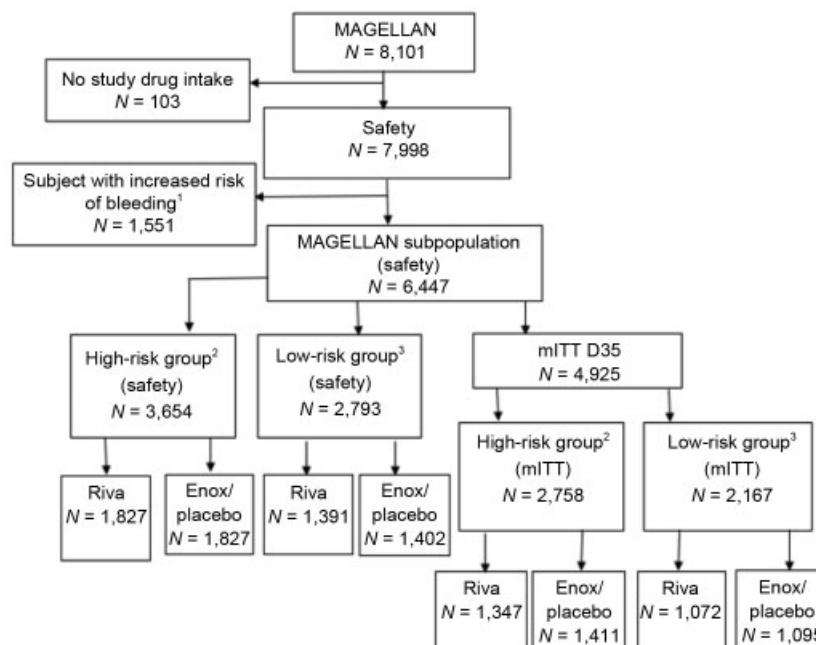 MAGELLAN
N = 8,101
No study drug intake
N = 103
Safety
N = 7,998
Subject with increased risk
of bleeding¹
N = 1,551
MAGELLAN subpopulation
(safety)
N = 6,447
High-risk group²
(safety)
N = 3,654
Low-risk group³
(safety)
N = 2,793
mITT D35
N = 4,925
High-risk group²
(mITT)
N = 2,758
Low-risk group³
(mITT)
N = 2,167
Riva
N = 1,827
Enox/
placebo
N = 1,827
Riva
N = 1,391
Enox/
placebo
N = 1,402
Riva
N = 1,347
Enox/
placebo
N = 1,411
Riva
N = 1,072
Enox/
placebo
N = 1,095